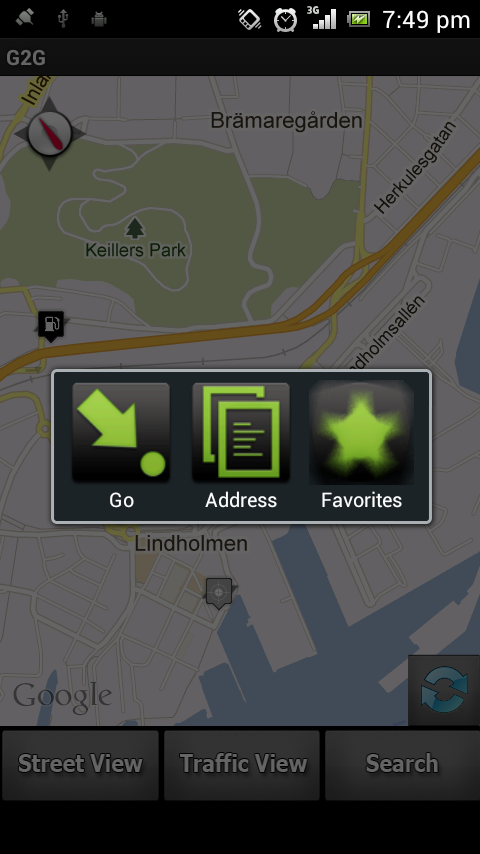 3G
7:49 pm
G2G
Inla
Brämaregården
Herkulesgatan
Keillers Park
ndholmsallén
Go
Address
Favorites
Lindholmen
Google
Street View
Traffic View
Search